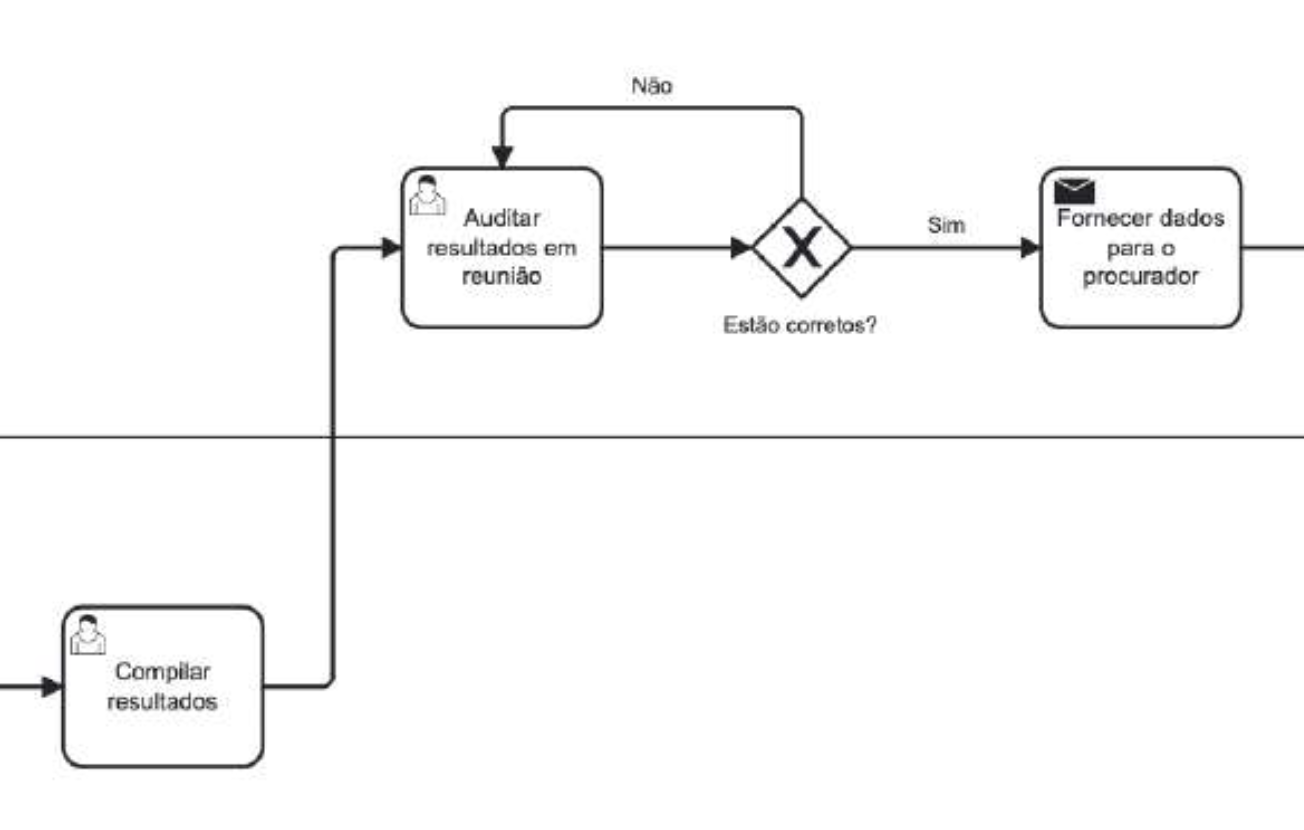 Não
Auditar
resultados em
reunião
Sim
Fornecer dados
para o
procurador
Estão corretos?
Compilar
resultados